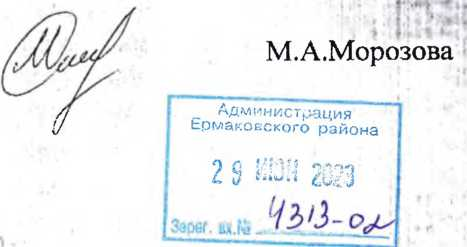 М.А.Морозова
Администрация
Ермаковского района
29 ИЮН 2023
Зарег. вх.№ 4313-02